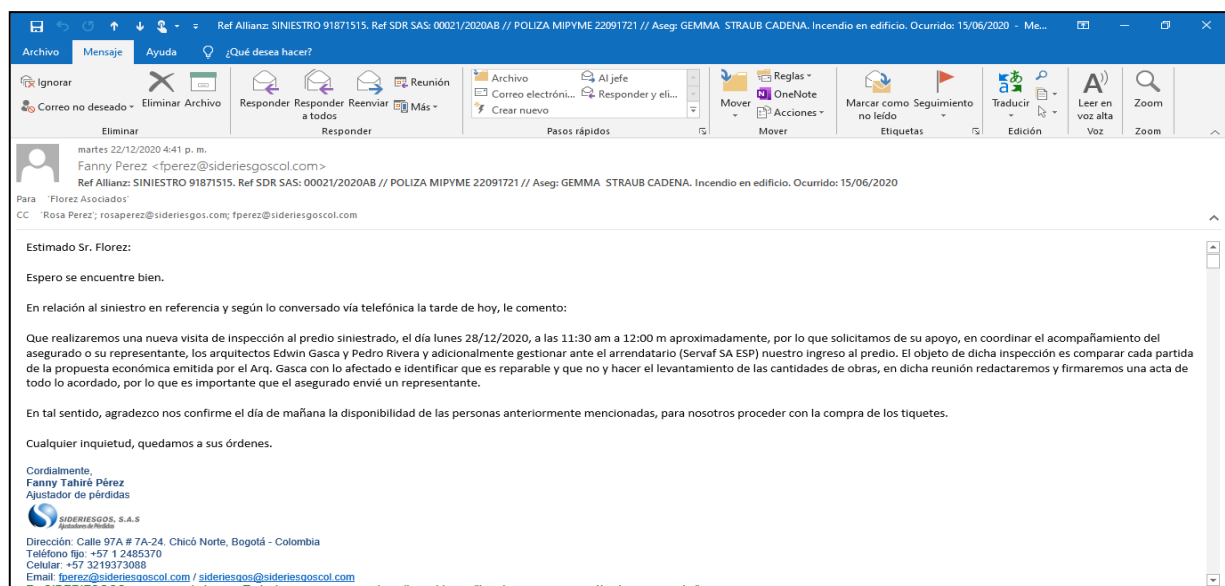 Ref Allianz: SINIESTRO 91871515. Ref SDR SAS: 00021/2020AB // POLIZA MIPYME 22091721 // Aseg: GEMMA  STRAUB CADENA. Incendio en edificio. Ocurrido: 15/06/2020  -  Me...
Archivo Mensaje Ayuda ¿Qué desea hacer?
Ignorar
Correo no deseado
Eliminar Archivo
Eliminar
Responder Responder a todos Reenviar
Reunión
Más
Responder
Archivo Al jefe
Correo electróni... Responder y eli...
Crear nuevo
Pasos rápidos
Mover
Reglas
OneNote
Acciones
Mover
Marcar como no leído Seguimiento
Etiquetas
Traducir
Edición
Leer en voz alta
Voz
Zoom
Zoom
martes 22/12/2020 4:41 p. m.
Fanny Perez <fperez@sideriesgoscol.com>
Ref Allianz: SINIESTRO 91871515. Ref SDR SAS: 00021/2020AB // POLIZA MIPYME 22091721 // Aseg: GEMMA  STRAUB CADENA. Incendio en edificio. Ocurrido: 15/06/2020
Para 'Florez Asociados'
CC 'Rosa Perez'; rosaperez@sideriesgos.com; fperez@sideriesgoscol.com
Estimado Sr. Florez:
Espero se encuentre bien.
En relación al siniestro en referencia y según lo conversado vía telefónica la tarde de hoy, le comento:
Que realizaremos una nueva visita de inspección al predio siniestrado, el día lunes 28/12/2020, a las 11:30 am a 12:00 m aproximadamente, por lo que solicitamos de su apoyo, en coordinar el acompañamiento del
asegurado o su representante, los arquitectos Edwin Gasca y Pedro Rivera y adicionalmente gestionar ante el arrendatario (Servaf SA ESP) nuestro ingreso al predio. El objeto de dicha inspección es comparar cada partida
de la propuesta económica emitida por el Arq. Gasca con lo afectado e identificar que es reparable y que no y hacer el levantamiento de las cantidades de obras, en dicha reunión redactaremos y firmaremos una acta de
todo lo acordado, por lo que es importante que el asegurado envié un representante.
En tal sentido, agradezco nos confirme el día de mañana la disponibilidad de las personas anteriormente mencionadas, para nosotros proceder con la compra de los tiquetes.
Cualquier inquietud, quedamos a sus órdenes.
Cordialmente,
Fanny Tahiré Pérez
Ajustador de pérdidas
SIDERIESGOS, S.A.S
Ajustadores de Pérdidas
Dirección: Calle 97A # 7A-24. Chicó Norte, Bogotá - Colombia
Teléfono fijo: +57 1 2485370
Celular: +57 3219373088
Email: fperez@sideriesgoscol.com / sideriesgos@sideriesgoscol.com